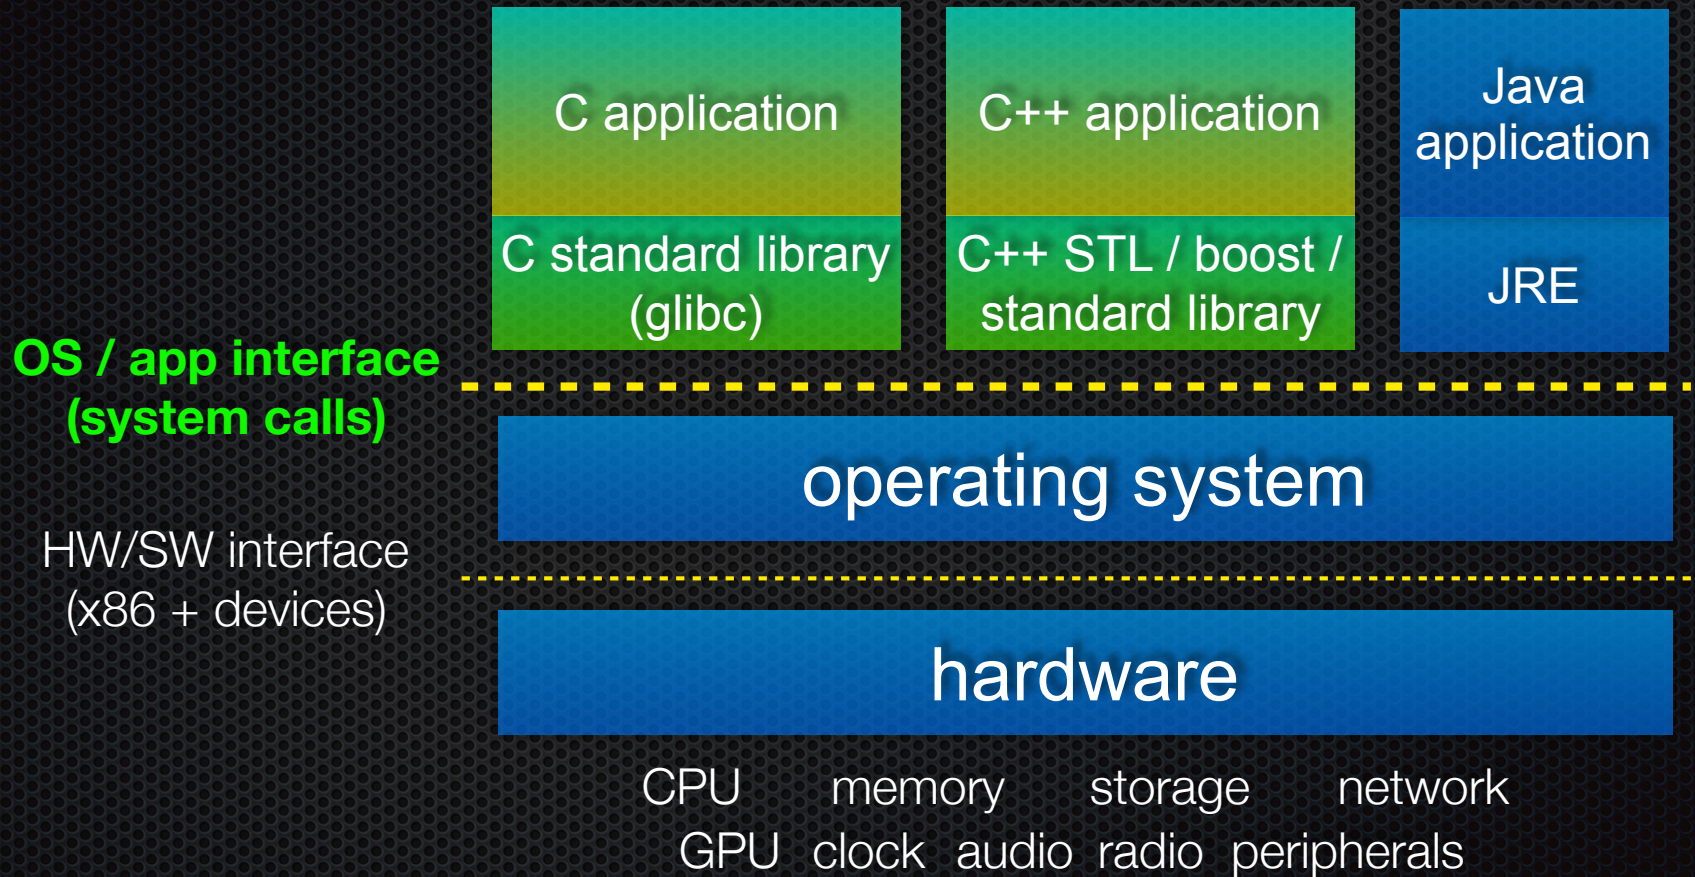 C application
C standard library
(glibc)
C++ application
C++ STL / boost /
standard library
Java
application
JRE
OS / app interface
(system calls)
operating system
HW/SW interface
(x86 + devices)
hardware
CPU memory storage network
GPU clock audio radio peripherals